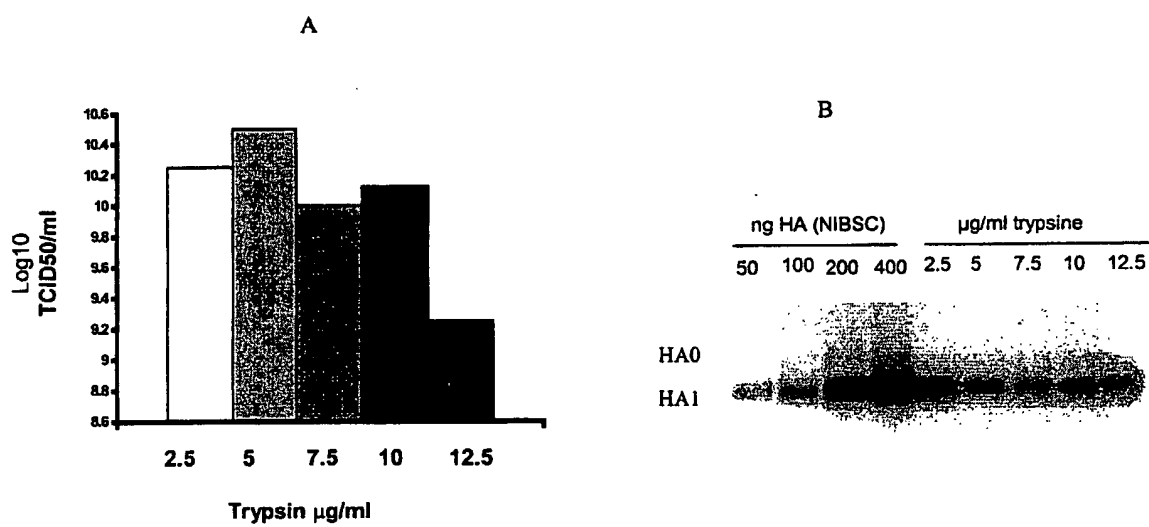 A
10.6
10.4
10.2
10
9.8
9.6
9.4
9.2
9
8.8
8.6
Log10
TCID50/ml
2.5 5 7.5 10 12.5
Trypsin µg/ml
B
ng HA (NIBSC) µg/ml trypsine
50 100 200 400 2.5 5 7.5 10 12.5
HA0
HA1